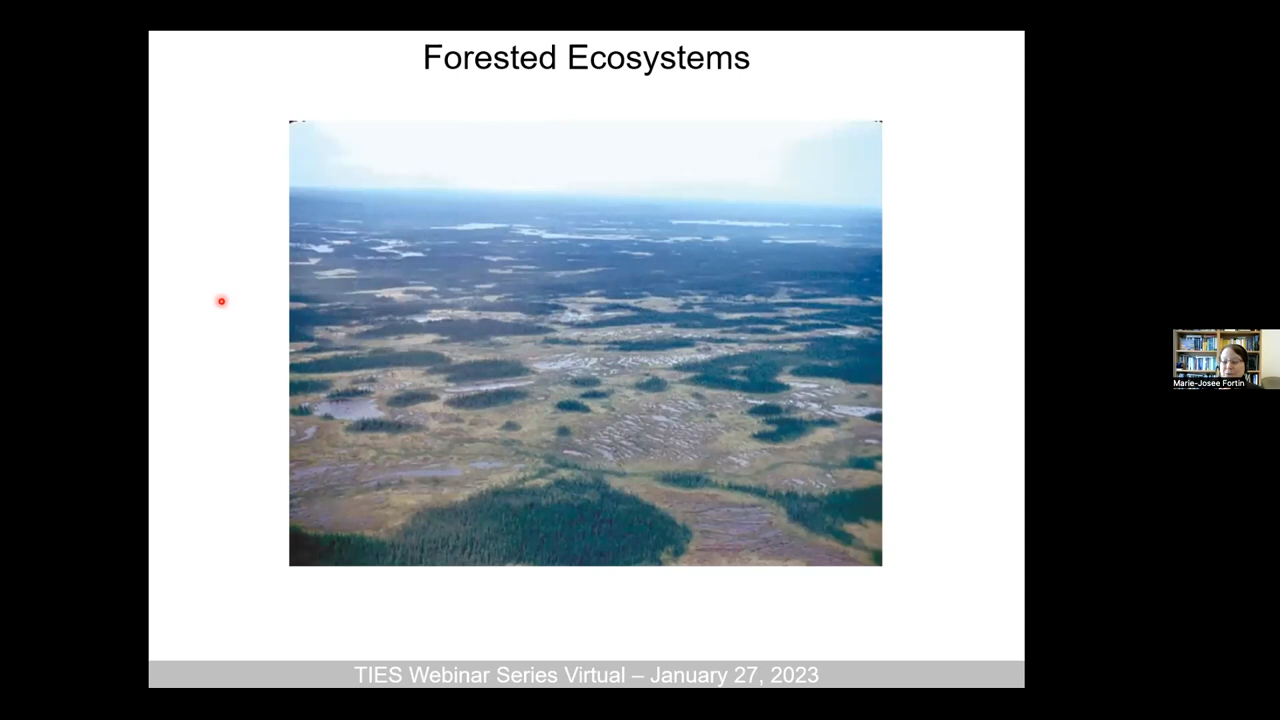 Forested Ecosystems
Marie-Josee Fortin
TIES Webinar Series Virtual – January 27, 2023